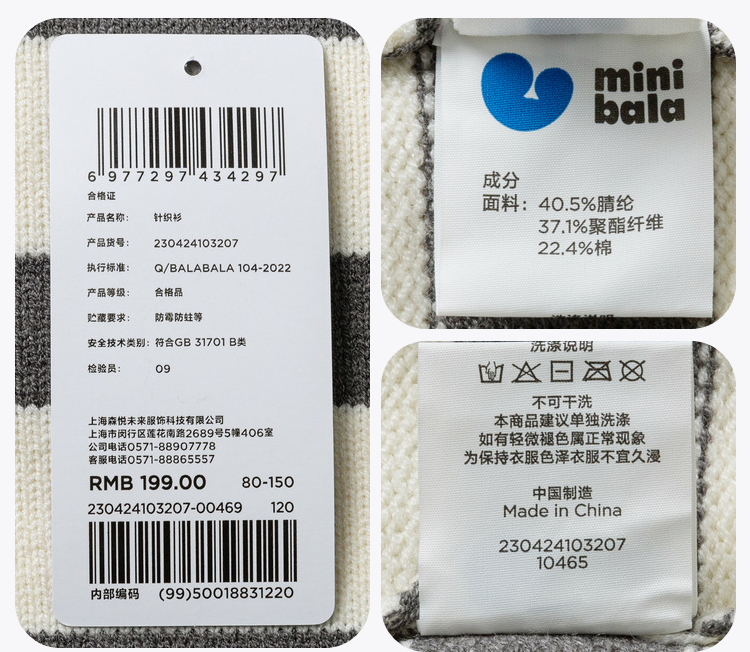 6 977297 434297
合格证
产品名称： 针织衫
产品货号： 230424103207
执行标准： Q/BALABALA 104-2022
产品等级： 合格品
贮藏要求： 防霉防蛀等
安全技术类别：符合GB 31701 B类
检验员： 09
上海森悦未来服饰科技有限公司
上海市闵行区莲花南路2689号5幢406室
公司电话0571-88907778
客服电话0571-88865557
RMB 199.00 80-150
230424103207-00469 120
内部编码 (99)50018831220
mini
bala
成分
面料：40.5%腈纶
37.1%聚酯纤维
22.4%棉
洗涤说明
洗涤说明
不可干洗
本商品建议单独洗涤
如有轻微褪色属正常现象
为保持衣服色泽衣服不宜久浸
中国制造
Made in China
230424103207
10465